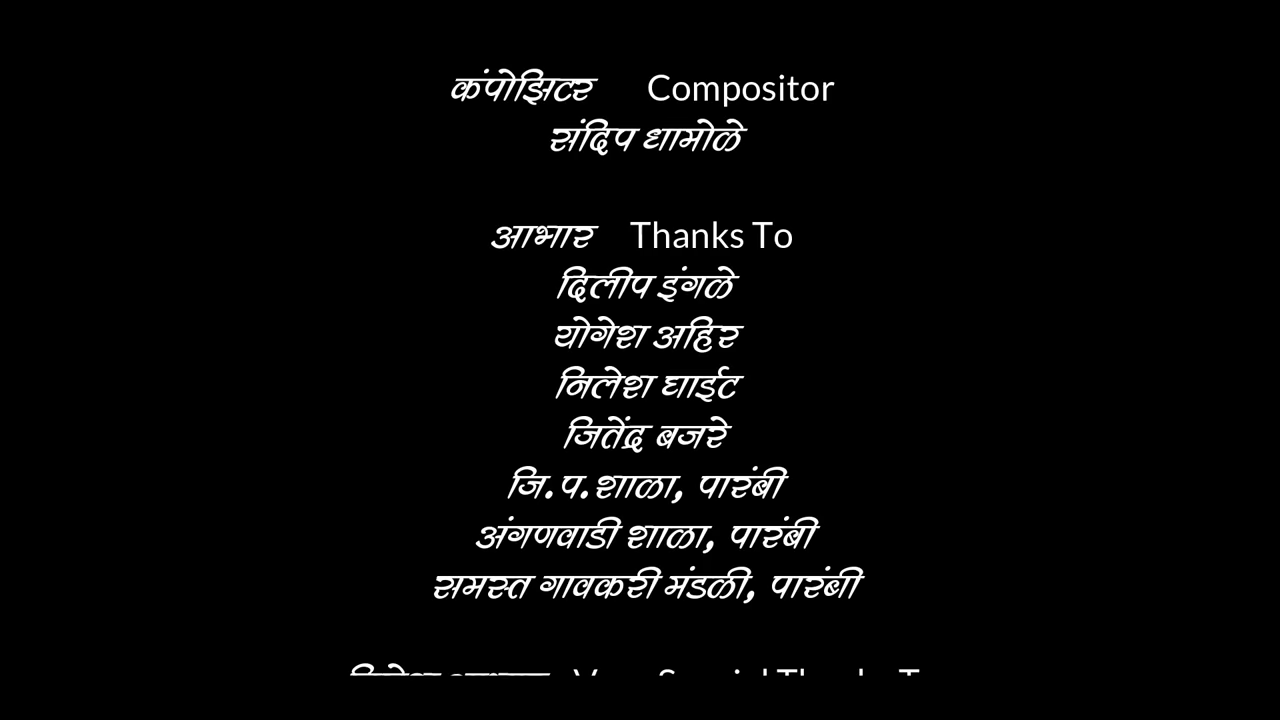 कंपोझिटर Compositor
संदिप धामोळे
आभार Thanks To
दिलीप इंगळे
योगेश अहिर
निलेश घाईट
जितेंद्र बजरे
जि.प.शाळा, पारंबी
अंगणवाडी शाळा, पारंबी
समस्त गावकरी मंडळी, पारंबी